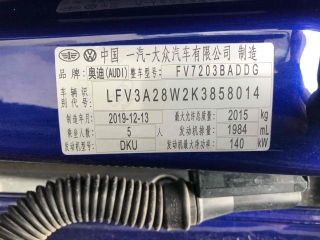 中国 一汽-大众汽车有限公司 制造
品牌:奥迪(AUDI) 整车型号: FV7203BADDG
车辆识别代号: LFV3A28W2K3858014
制造年月: 2019-12-13 最大允许总质量: 2015 kg
乘坐人数: 5 人 发动机排量: 1984 mL
发动机型号: DKU 发动机最大净功率: 140 kW